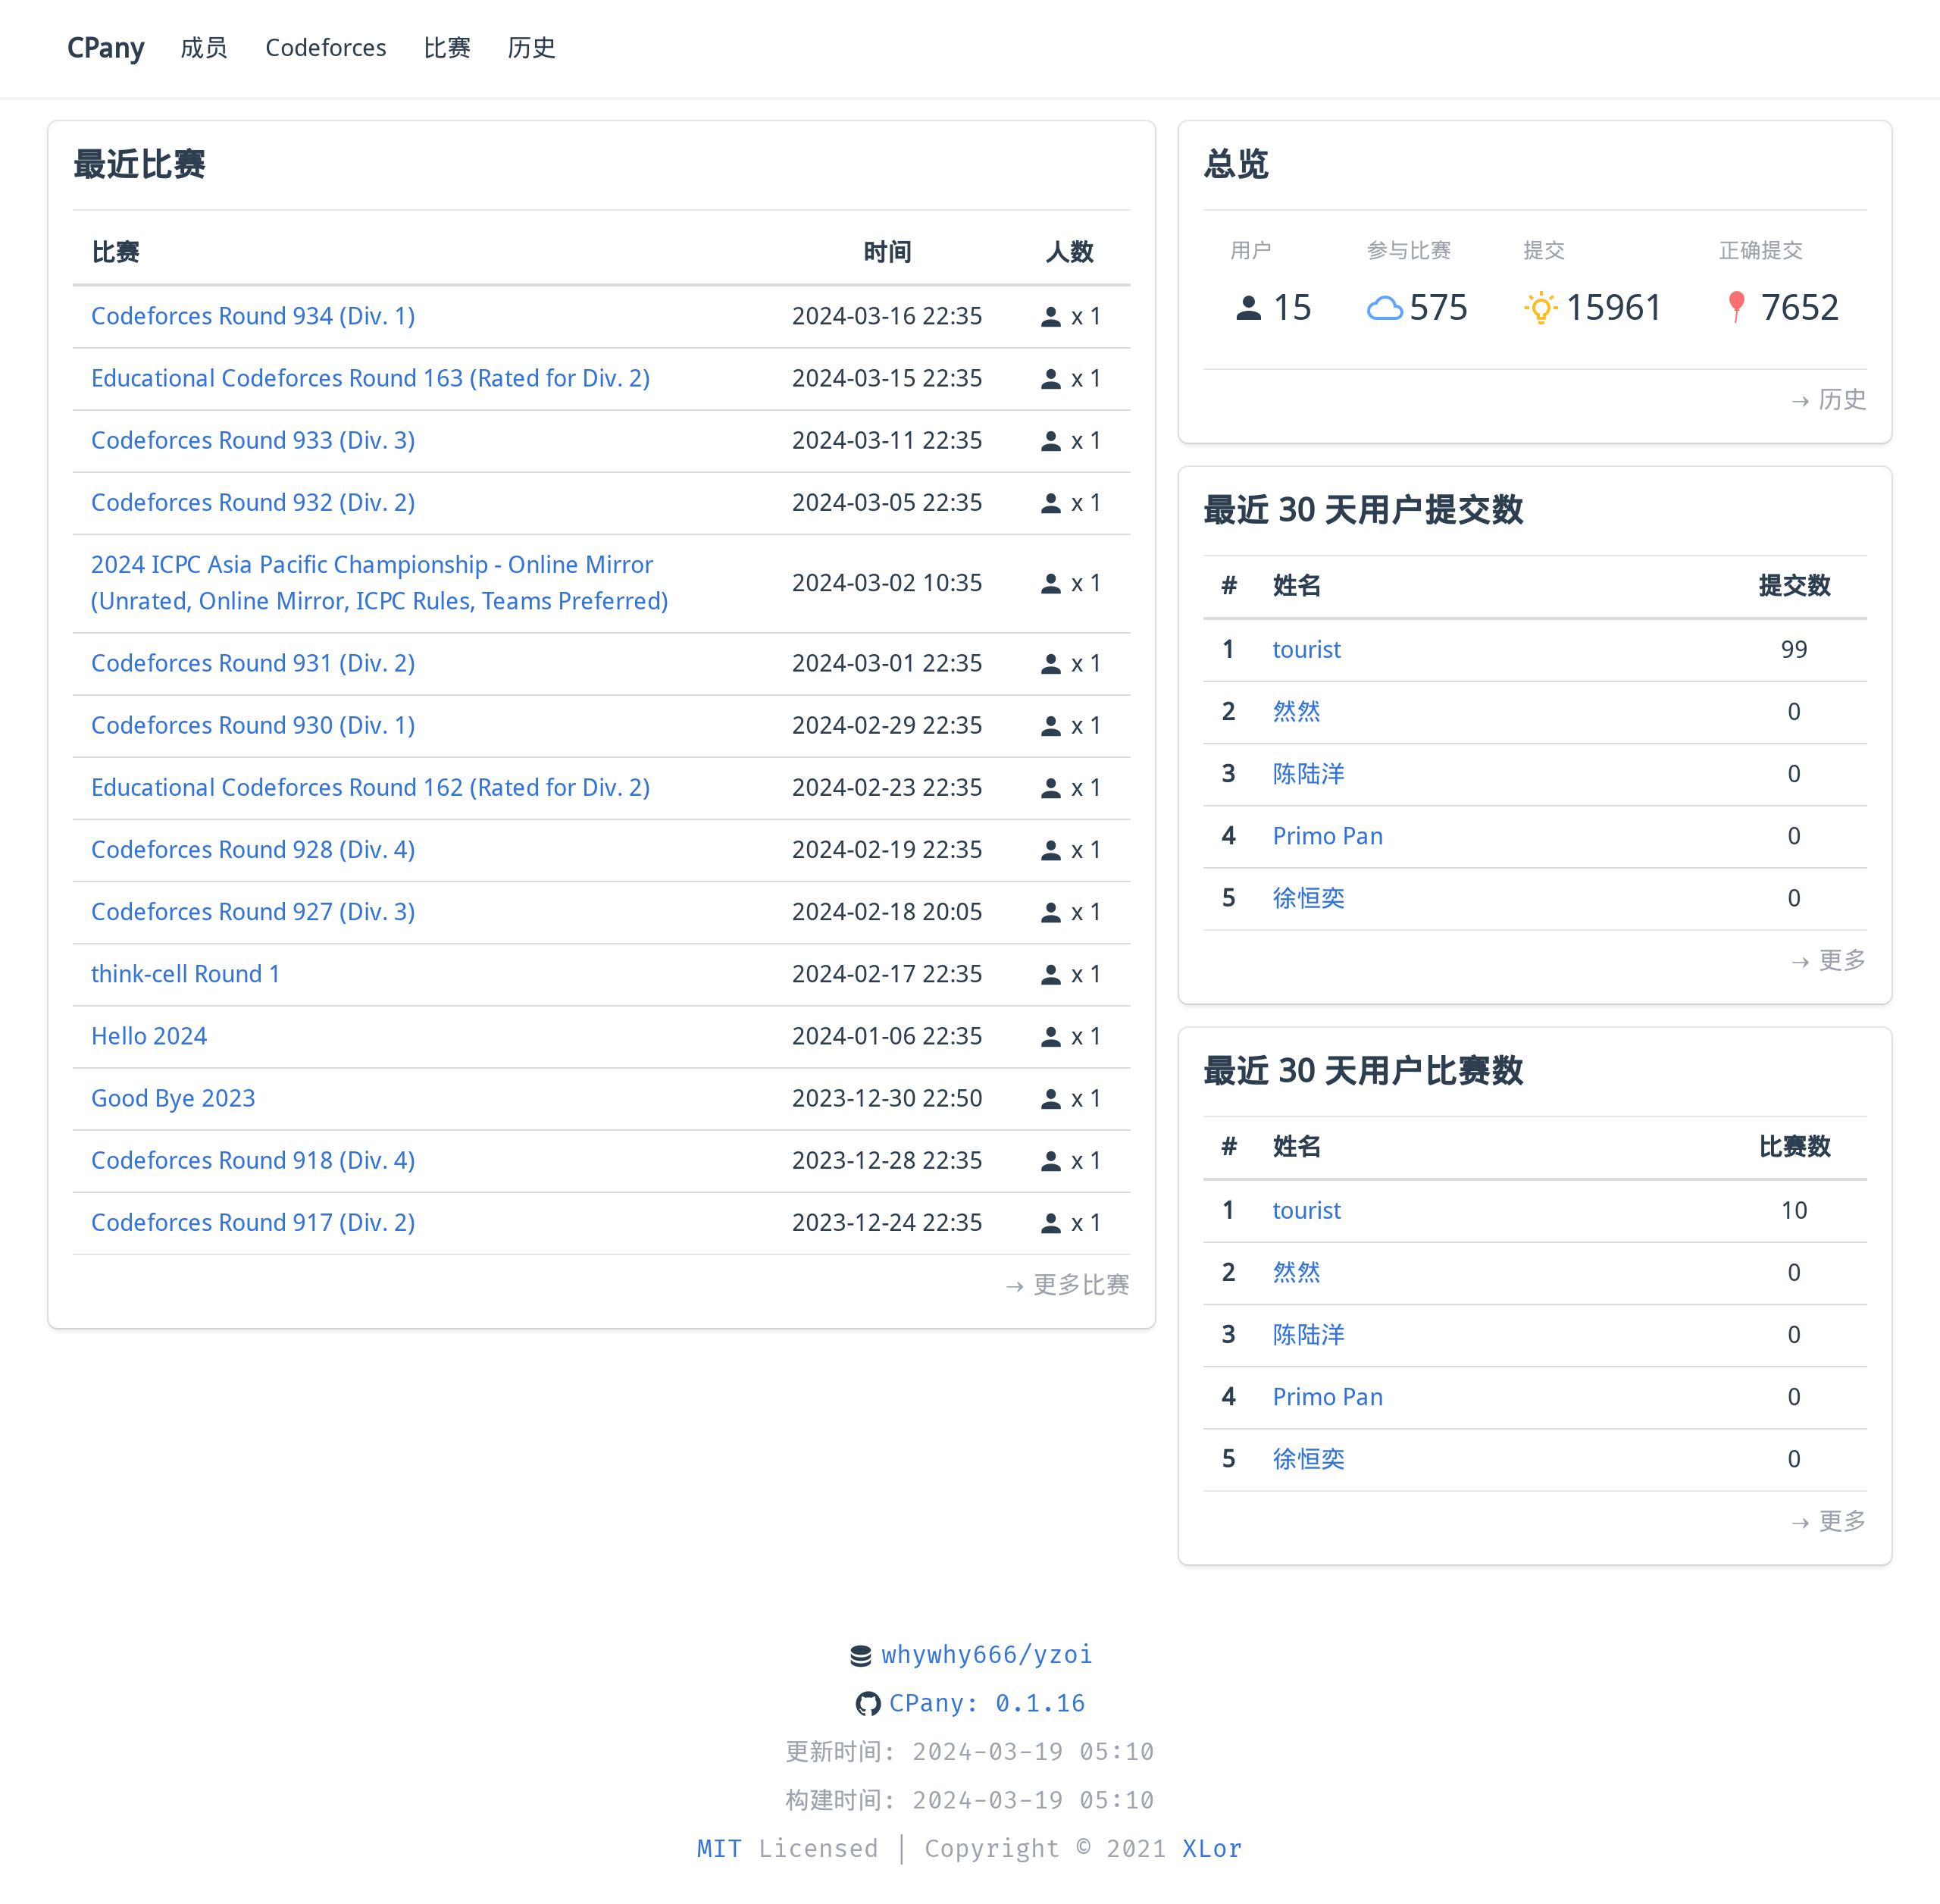 CPany 成员 Codeforces 比赛 历史
最近比赛
比赛 时间 人数
Codeforces Round 934 (Div. 1) 2024-03-16 22:35 x 1
Educational Codeforces Round 163 (Rated for Div. 2) 2024-03-15 22:35 x 1
Codeforces Round 933 (Div. 3) 2024-03-11 22:35 x 1
Codeforces Round 932 (Div. 2) 2024-03-05 22:35 x 1
2024 ICPC Asia Pacific Championship - Online Mirror
(Unrated, Online Mirror, ICPC Rules, Teams Preferred) 2024-03-02 10:35 x 1
Codeforces Round 931 (Div. 2) 2024-03-01 22:35 x 1
Codeforces Round 930 (Div. 1) 2024-02-29 22:35 x 1
Educational Codeforces Round 162 (Rated for Div. 2) 2024-02-23 22:35 x 1
Codeforces Round 928 (Div. 4) 2024-02-19 22:35 x 1
Codeforces Round 927 (Div. 3) 2024-02-18 20:05 x 1
think-cell Round 1 2024-02-17 22:35 x 1
Hello 2024 2024-01-06 22:35 x 1
Good Bye 2023 2023-12-30 22:50 x 1
Codeforces Round 918 (Div. 4) 2023-12-28 22:35 x 1
Codeforces Round 917 (Div. 2) 2023-12-24 22:35 x 1
→ 更多比赛
总览
用户 参与比赛 提交 正确提交
15 575 15961 7652
→ 历史
最近 30 天用户提交数
# 姓名 提交数
1 tourist 99
2 然然 0
3 陈陆洋 0
4 Primo Pan 0
5 徐恒奕 0
→ 更多
最近 30 天用户比赛数
# 姓名 比赛数
1 tourist 10
2 然然 0
3 陈陆洋 0
4 Primo Pan 0
5 徐恒奕 0
→ 更多
whywhy666/yzoi
CPany: 0.1.16
更新时间: 2024-03-19 05:10
构建时间: 2024-03-19 05:10
MIT Licensed | Copyright © 2021 XLor